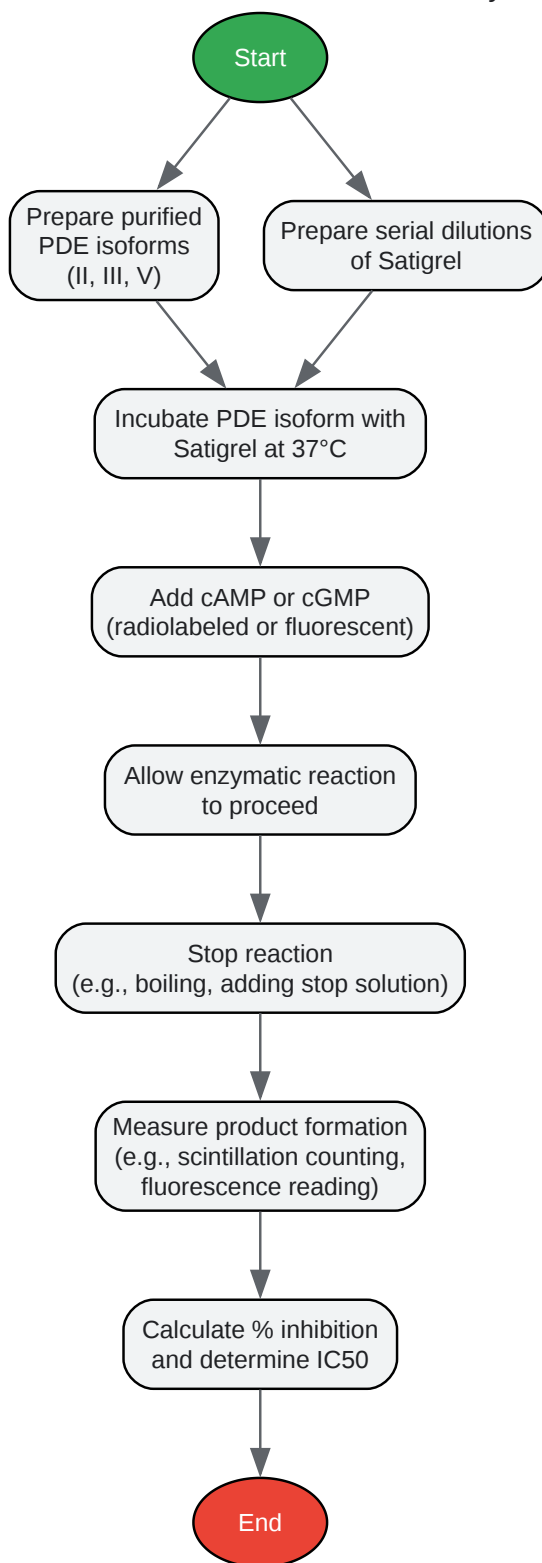 Start
Prepare purified
PDE isoforms
(II, III, V)
Prepare serial dilutions
of Satigrel
Incubate PDE isoform with
Satigrel at 37°C
Add cAMP or cGMP
(radiolabeled or fluorescent)
Allow enzymatic reaction
to proceed
Stop reaction
(e.g., boiling, adding stop solution)
Measure product formation
(e.g., scintillation counting,
fluorescence reading)
Calculate % inhibition
and determine IC50
End